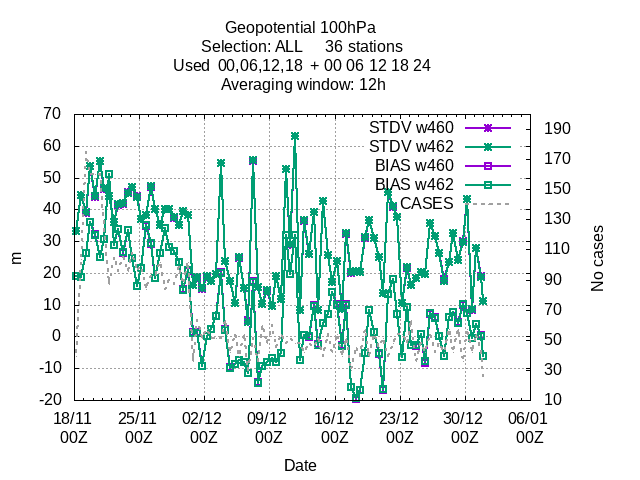 Geopotential 100hPa
Selection: ALL 36 stations
Used 00,06,12,18 + 00 06 12 18 24
Averaging window: 12h
70
60
50
40
30
20
10
0
-10
-20
m
190
170
150
130
110
90
70
50
30
10
No cases
STDV w460
STDV w462
BIAS w460
BIAS w462
CASES
18/11 25/11 02/12 09/12 16/12 23/12 30/12 06/01
00Z 00Z 00Z 00Z 00Z 00Z 00Z 00Z
Date